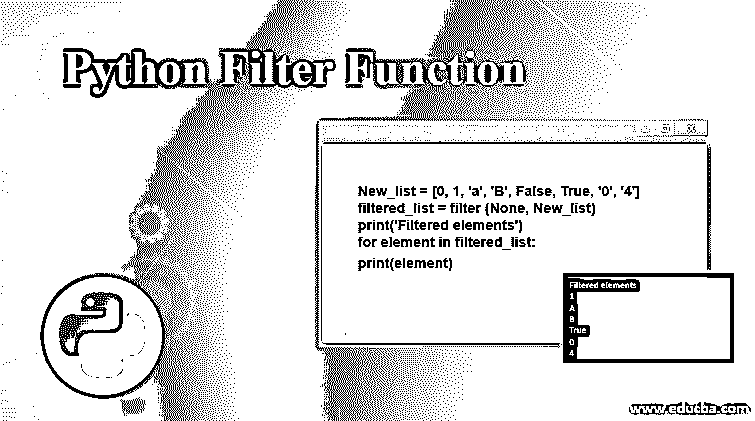 Python Filter Function
New_list = [0, 1, 'a', 'B', False, True, '0', '4']
filtered_list = filter (None, New_list)
print('Filtered elements')
for element in filtered_list:
print(element)
Filtered elements
1
A
B
True
0
4
www.educba.com